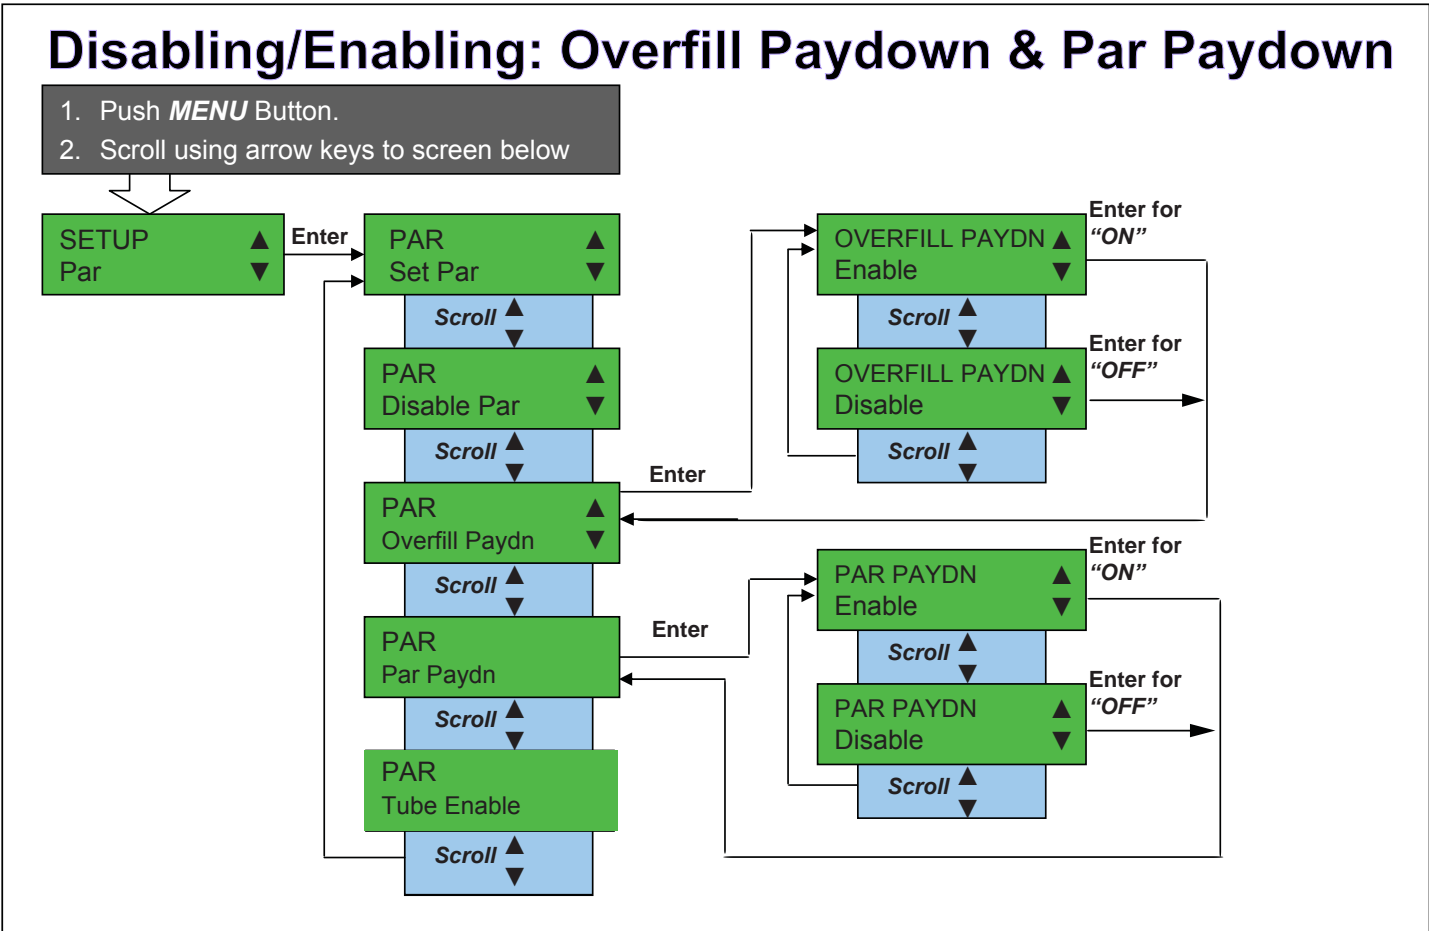 Disabling/Enabling: Overfill Paydown & Par Paydown
1. Push MENU Button.
2. Scroll using arrow keys to screen below
SETUP
Par
Enter
PAR
Set Par
Scroll
PAR
Disable Par
Scroll
PAR
Overfill Paydn
Scroll
PAR
Par Paydn
Scroll
PAR
Tube Enable
Scroll
Enter
OVERFILL PAYDN
Enable
Enter for
“ON”
Scroll
OVERFILL PAYDN
Disable
Enter for
“OFF”
Scroll
Enter
PAR PAYDN
Enable
Enter for
“ON”
Scroll
PAR PAYDN
Disable
Enter for
“OFF”
Scroll